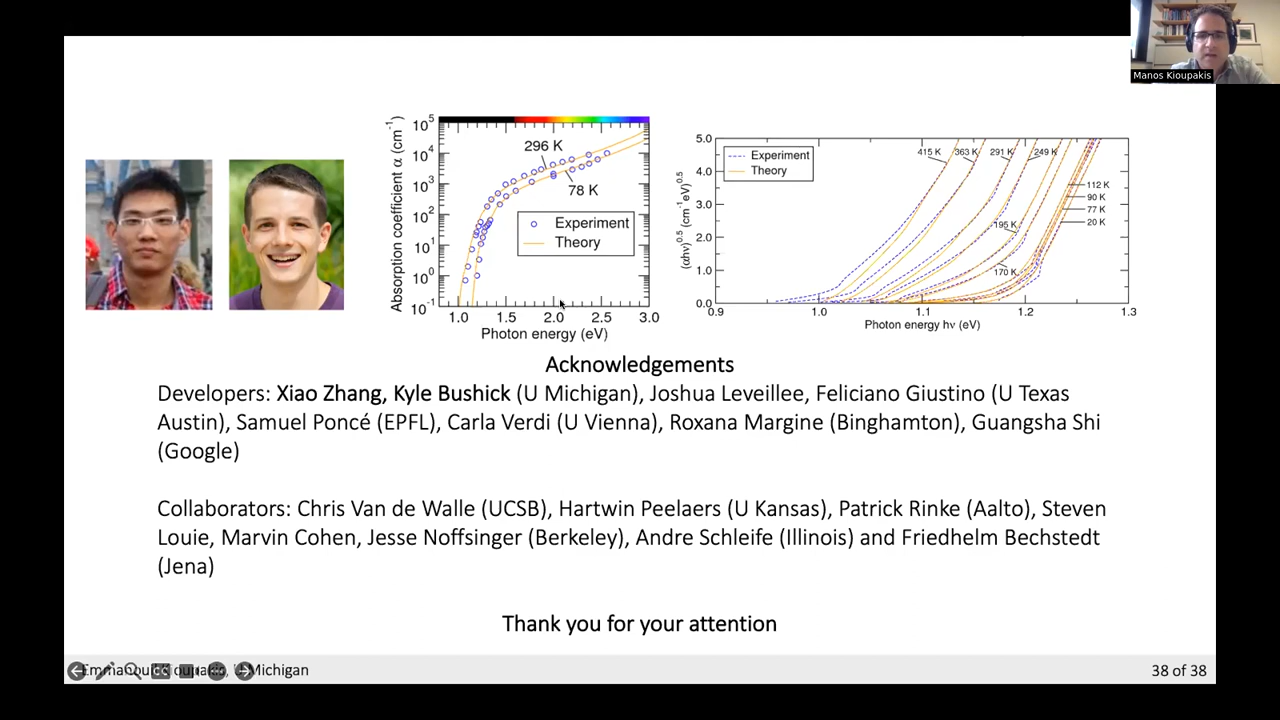 Manos Kioupakis
Absorption coefficient α (cm⁻¹)
10⁵
10⁴
10³
10²
10¹
10⁰
10⁻¹
296 K
78 K
Experiment
Theory
1.0 1.5 2.0 2.5 3.0
Photon energy (eV)
(αhν)⁰·⁵ (cm⁻¹eV)⁰·⁵
5.0
4.0
3.0
2.0
1.0
0.0
Experiment
Theory
415 K 363 K 291 K 249 K
112 K
90 K
77 K
20 K
195 K
170 K
0.9 1.0 1.1 1.2 1.3
Photon energy hν (eV)
Acknowledgements
Developers: Xiao Zhang, Kyle Bushick (U Michigan), Joshua Leveillee, Feliciano Giustino (U Texas
Austin), Samuel Poncé (EPFL), Carla Verdi (U Vienna), Roxana Margine (Binghamton), Guangsha Shi
(Google)
Collaborators: Chris Van de Walle (UCSB), Hartwin Peelaers (U Kansas), Patrick Rinke (Aalto), Steven
Louie, Marvin Cohen, Jesse Noffsinger (Berkeley), Andre Schleife (Illinois) and Friedhelm Bechstedt
(Jena)
Thank you for your attention
Emmanouil Kioupakis, U Michigan
38 of 38